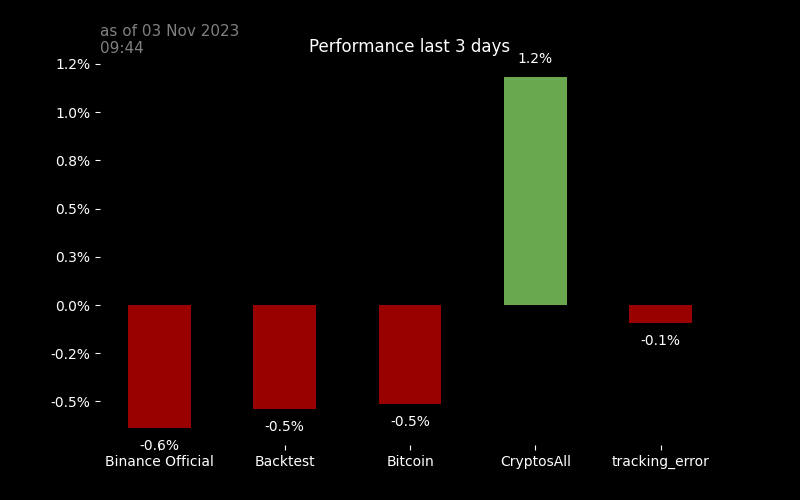 as of 03 Nov 2023
09:44
Performance last 3 days
1.2%
1.2%
1.0%
0.8%
0.5%
0.3%
0.0%
-0.2%
-0.5%
-0.1%
-0.5%
-0.5%
-0.6%
Binance Official
Backtest
Bitcoin
CryptosAll
tracking_error